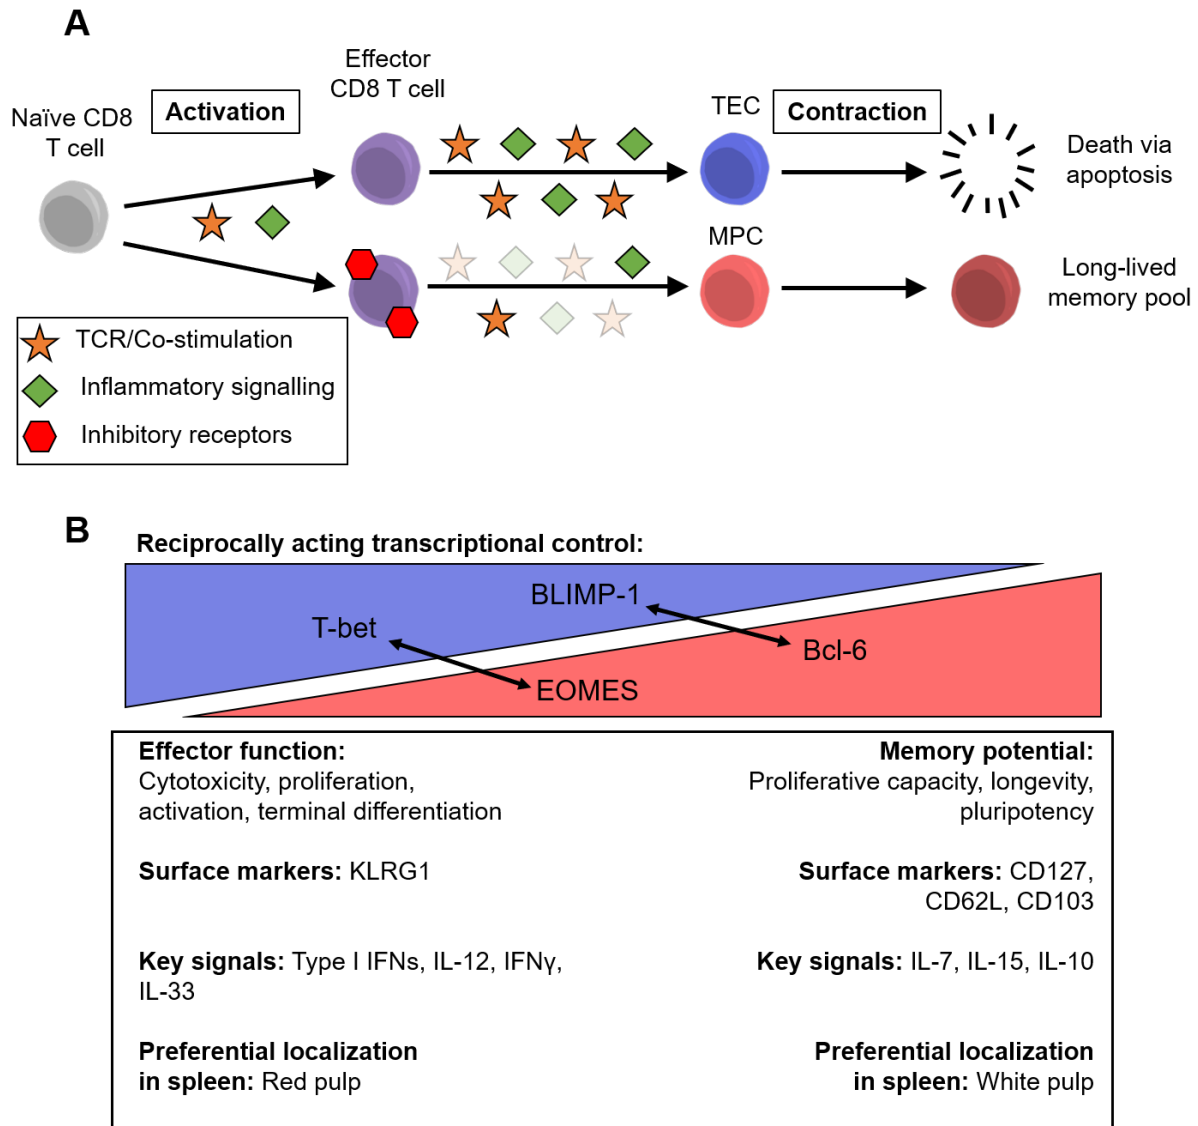 A
Naïve CD8
T cell
Activation
Effector
CD8 T cell
TEC
Contraction
Death via
apoptosis
MPC
Long-lived
memory pool
TCR/Co-stimulation
Inflammatory signalling
Inhibitory receptors
B
Reciprocally acting transcriptional control:
BLIMP-1
T-bet
Bcl-6
EOMES
Effector function:
Cytotoxicity, proliferation,
activation, terminal differentiation
Memory potential:
Proliferative capacity, longevity,
pluripotency
Surface markers: KLRG1
Surface markers: CD127,
CD62L, CD103
Key signals: Type I IFNs, IL-12, IFNγ,
IL-33
Key signals: IL-7, IL-15, IL-10
Preferential localization
in spleen: Red pulp
Preferential localization
in spleen: White pulp